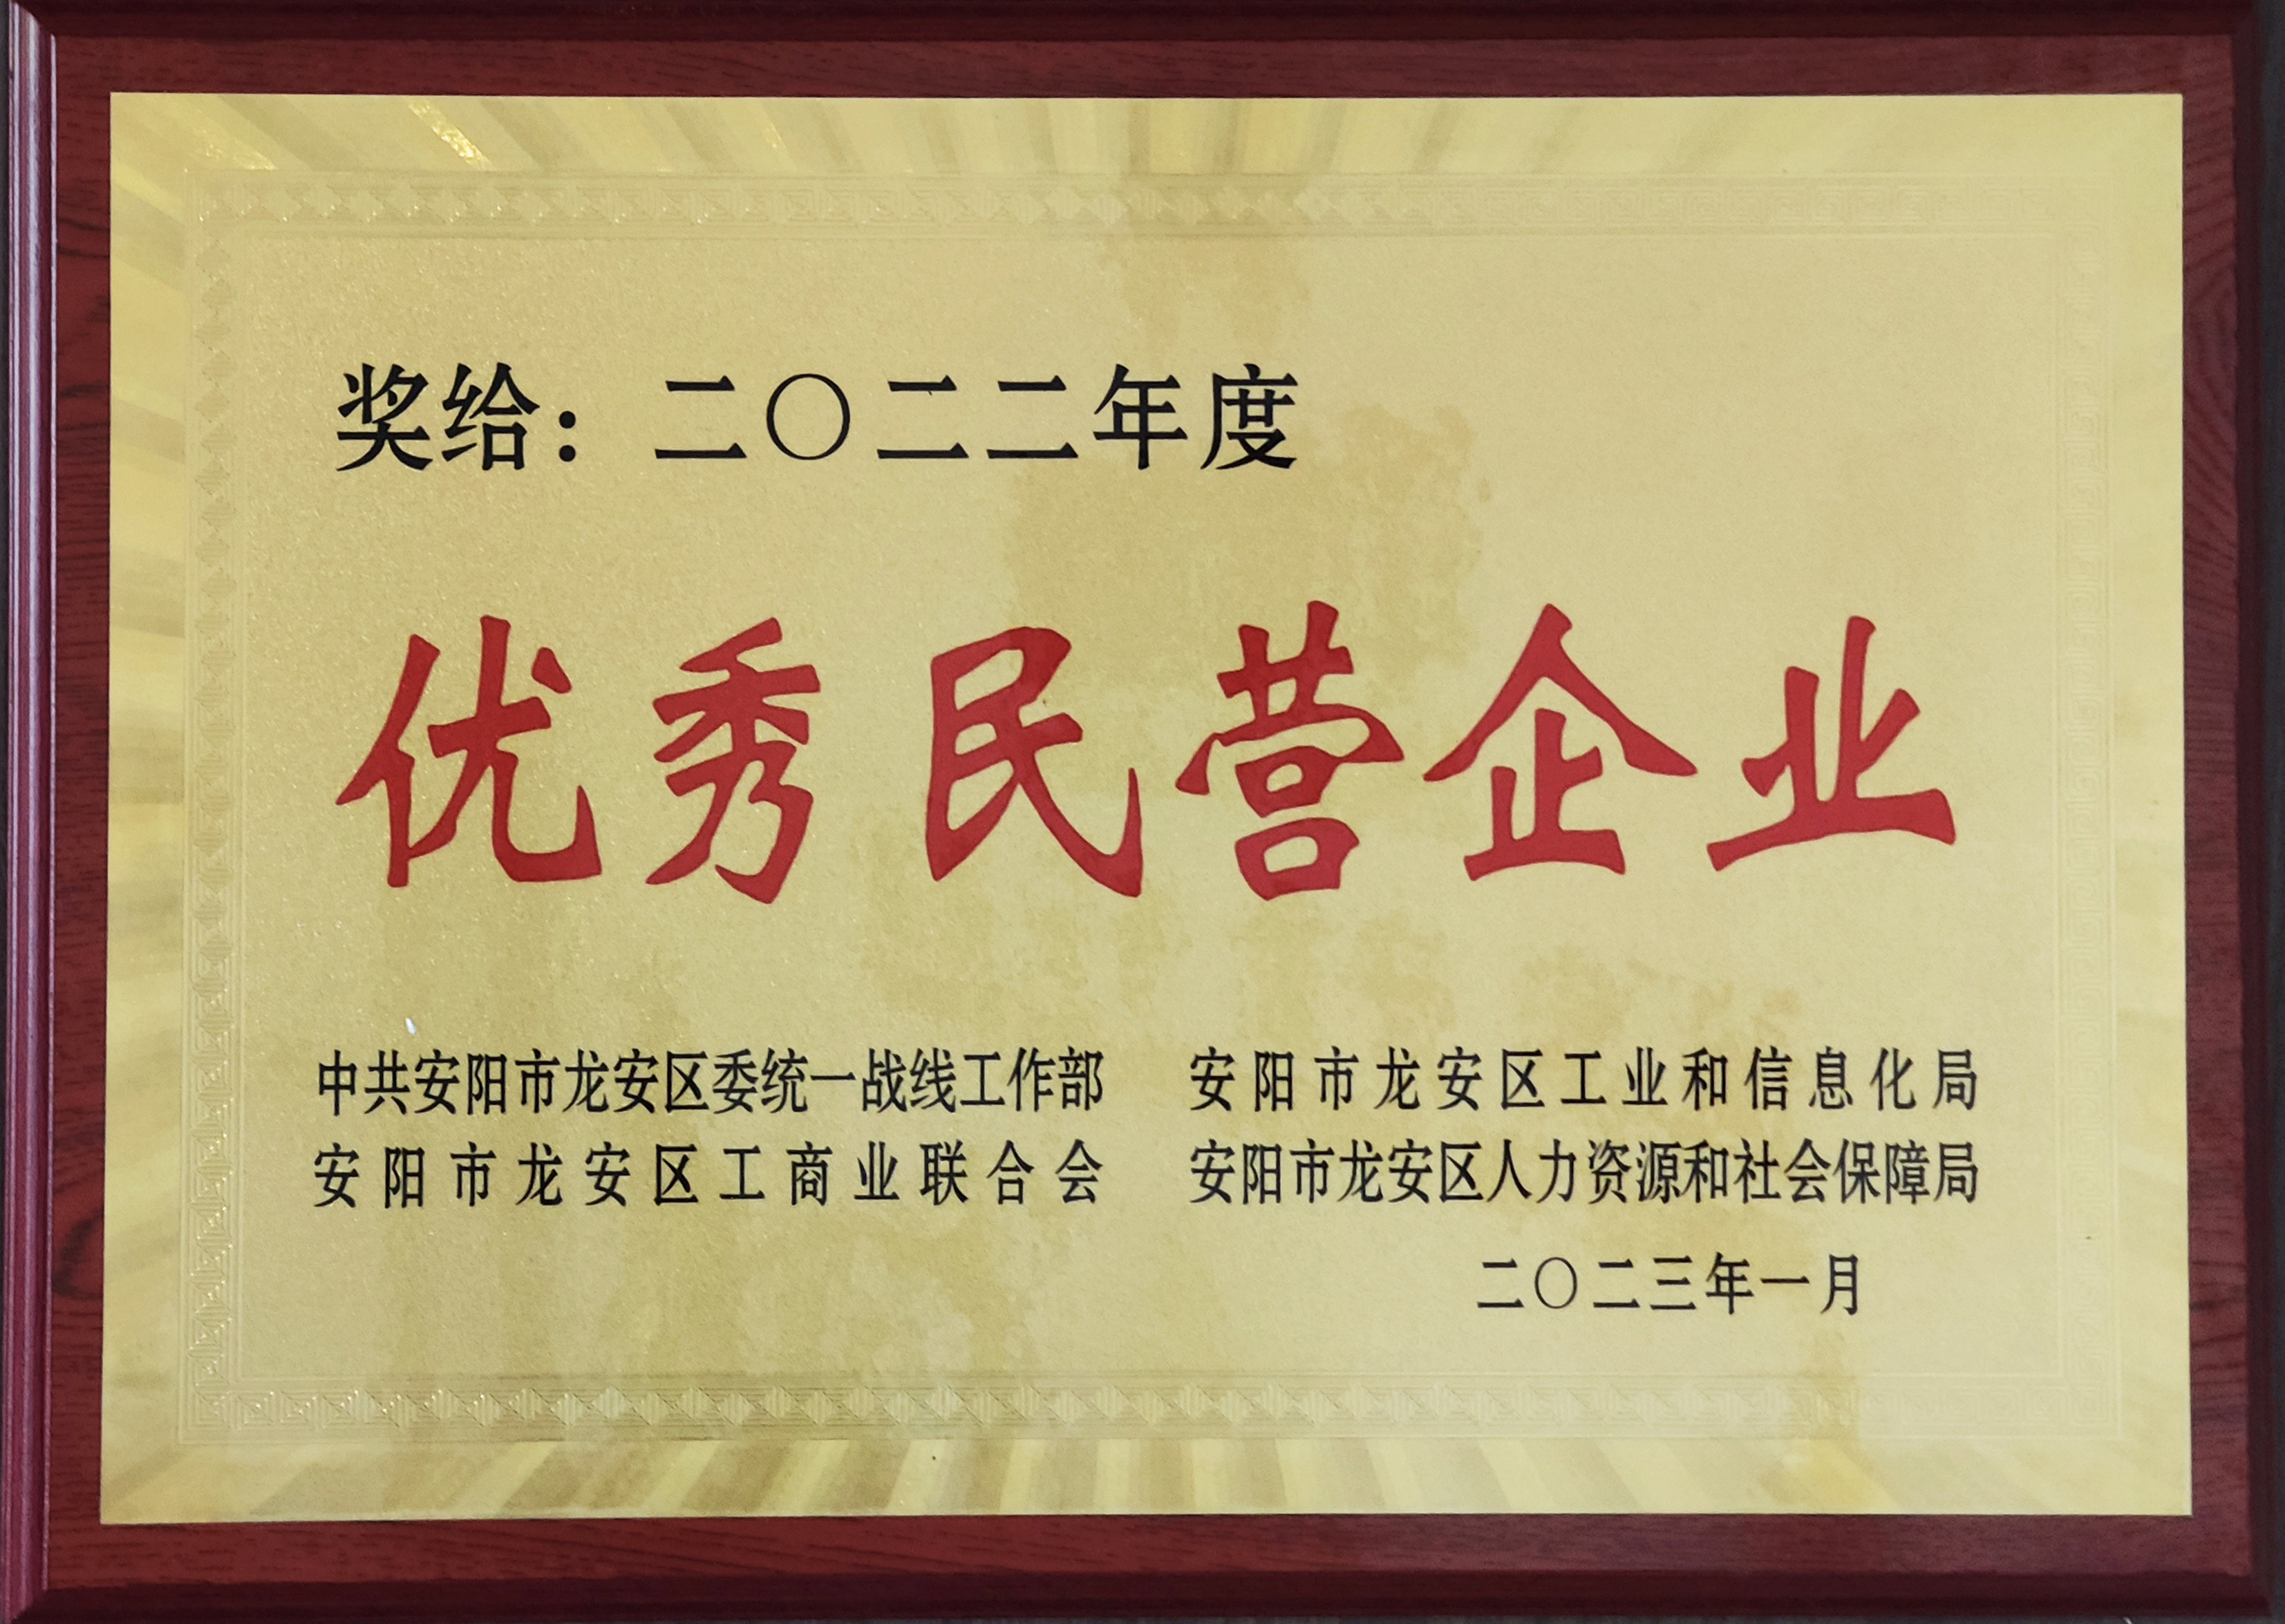 奖给：二〇二二年度
优秀民营企业
中共安阳市龙安区委统一战线工作部 安阳市龙安区工业和信息化局
安阳市龙安区工商业联合会 安阳市龙安区人力资源和社会保障局
二〇二三年一月